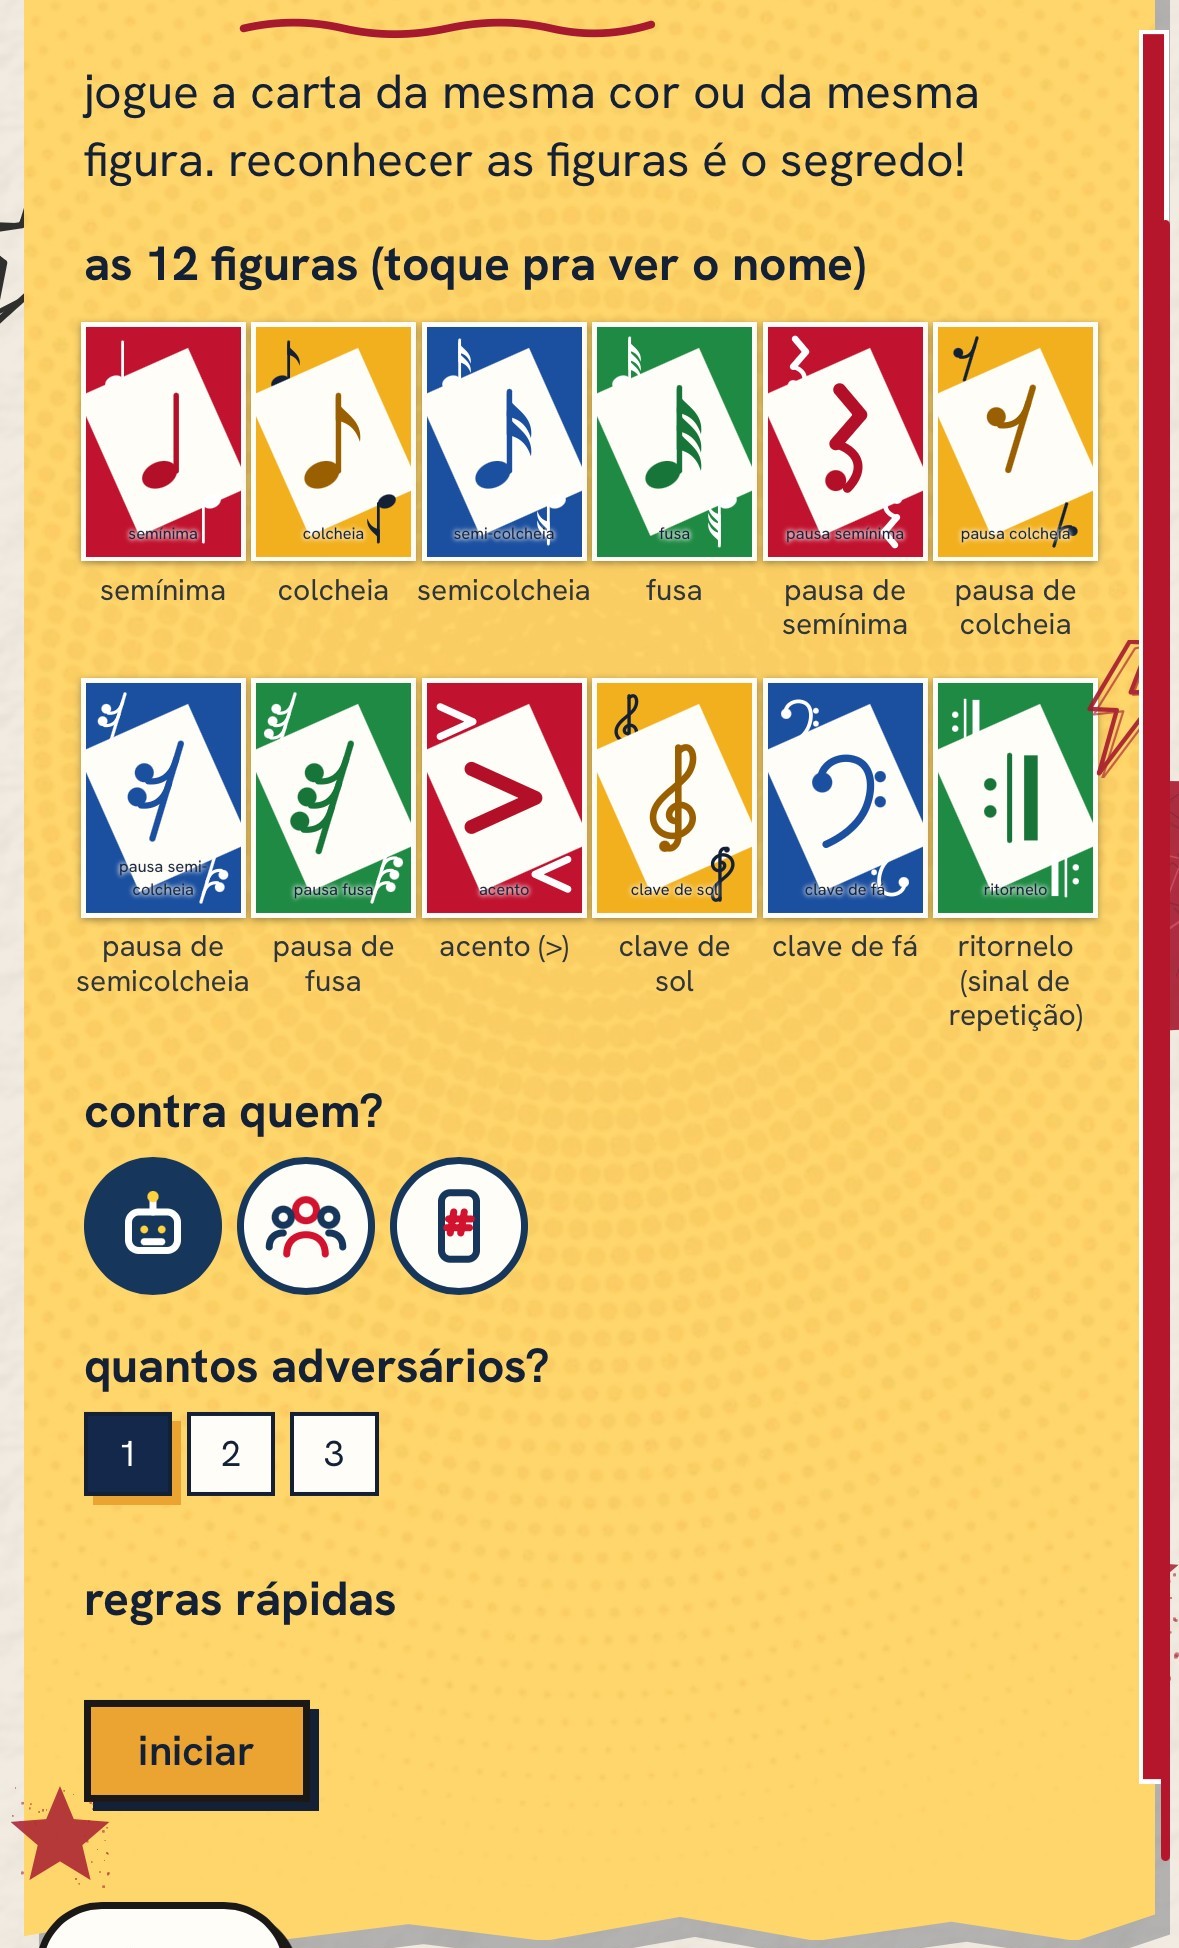 jogue a carta da mesma cor ou da mesma
figura. reconhecer as figuras é o segredo!
as 12 figuras (toque pra ver o nome)
semínima
colcheia
semi-colcheia
fusa
pausa semínima
pausa colcheia
semínima
colcheia
semicolcheia
fusa
pausa de
semínima
pausa de
colcheia
pausa semi-
colcheia
pausa fusa
acento
clave de sol
clave de fá
ritornelo
pausa de
semicolcheia
pausa de
fusa
acento (>)
clave de
sol
clave de fá
ritornelo
(sinal de
repetição)
contra quem?
#
quantos adversários?
1
2
3
regras rápidas
iniciar